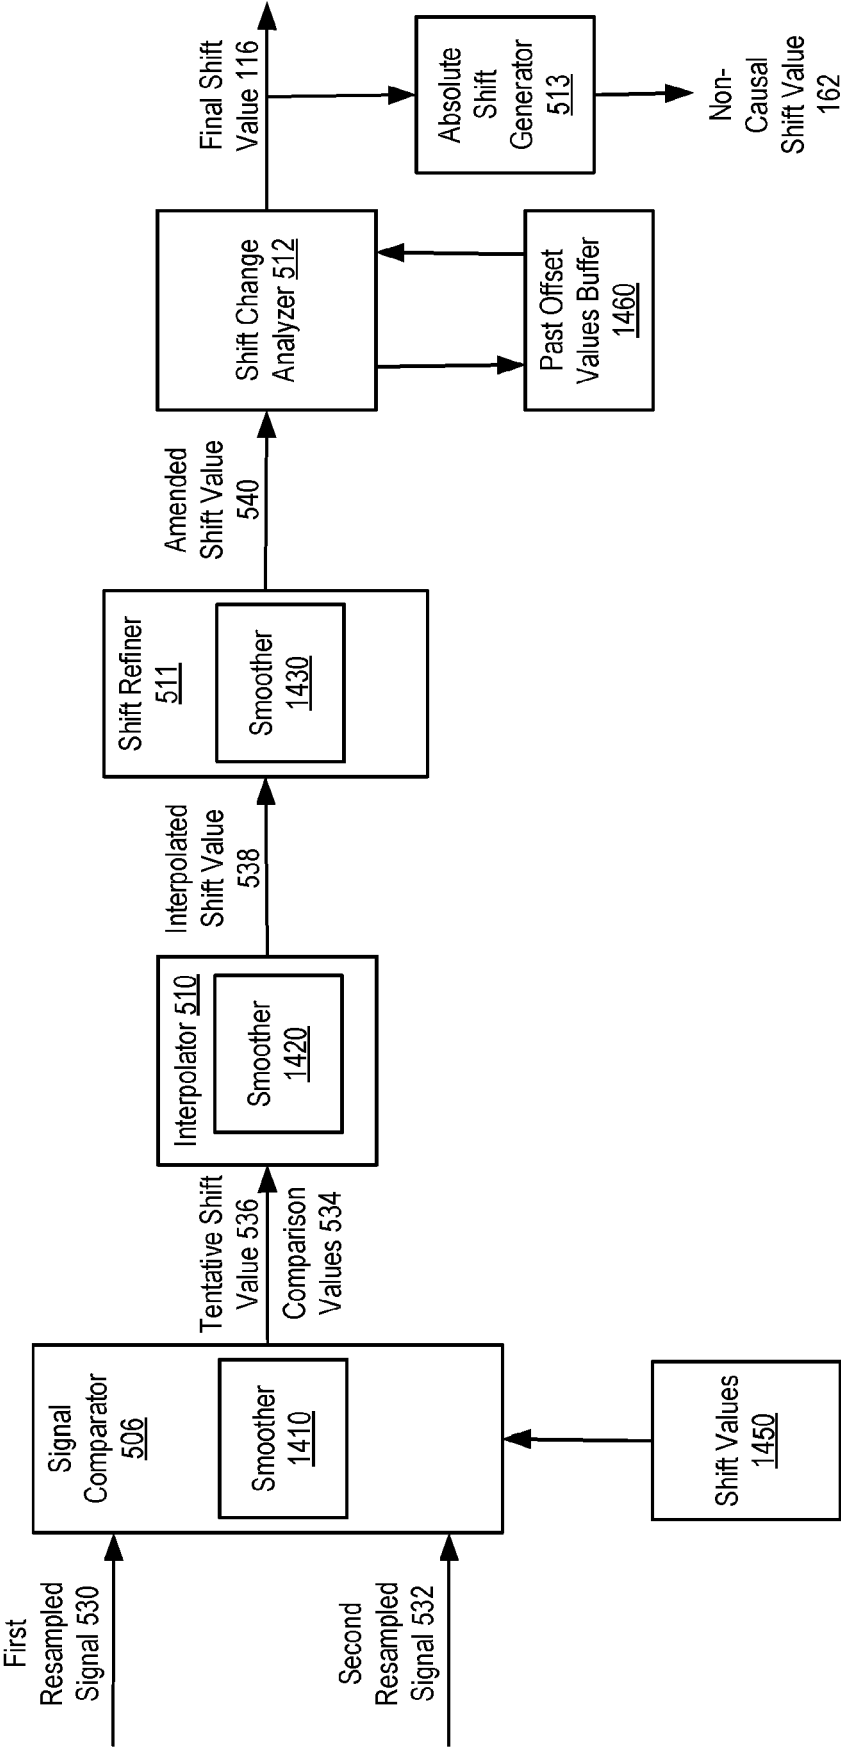 First
Resampled
Signal 530
Second
Resampled
Signal 532
Signal
Comparator
506
Smoother
1410
Shift Values
1450
Tentative Shift
Value 536
Comparison
Values 534
Interpolator 510
Smoother
1420
Interpolated
Shift Value
538
Shift Refiner
511
Smoother
1430
Amended
Shift Value
540
Shift Change
Analyzer 512
Past Offset
Values Buffer
1460
Final Shift
Value 116
Absolute
Shift
Generator
513
Non-
Causal
Shift Value
162